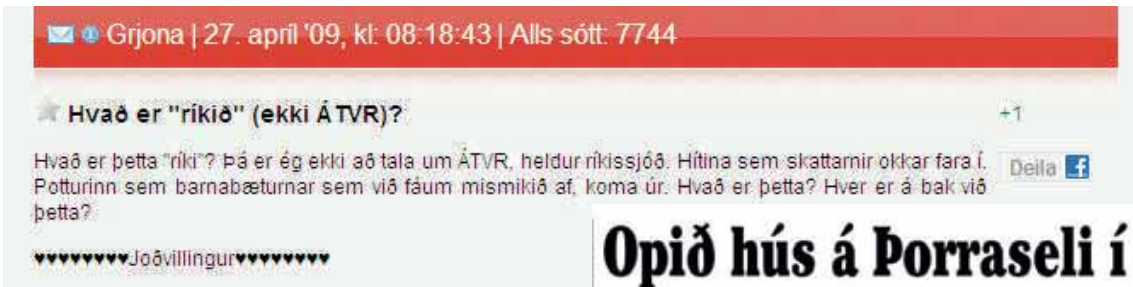 Grjona | 27. apríl '09, kl: 08:18:43 | Alls sótt: 7744
Hvað er "ríkið" (ekki ÁTVR)?
+1
Hvað er þetta "ríki"? Þá er ég ekki að tala um ÁTVR, heldur ríkissjóð. Hítina sem skattarnir okkar fara í.
Potturinn sem barnabæturnar sem við fáum mismikið af, koma úr. Hvað er þetta? Hver er á bak við
þetta?
Deila f
♥♥♥♥♥♥♥♥Joðvillingur♥♥♥♥♥♥♥♥
Opið hús á Þorraseli í